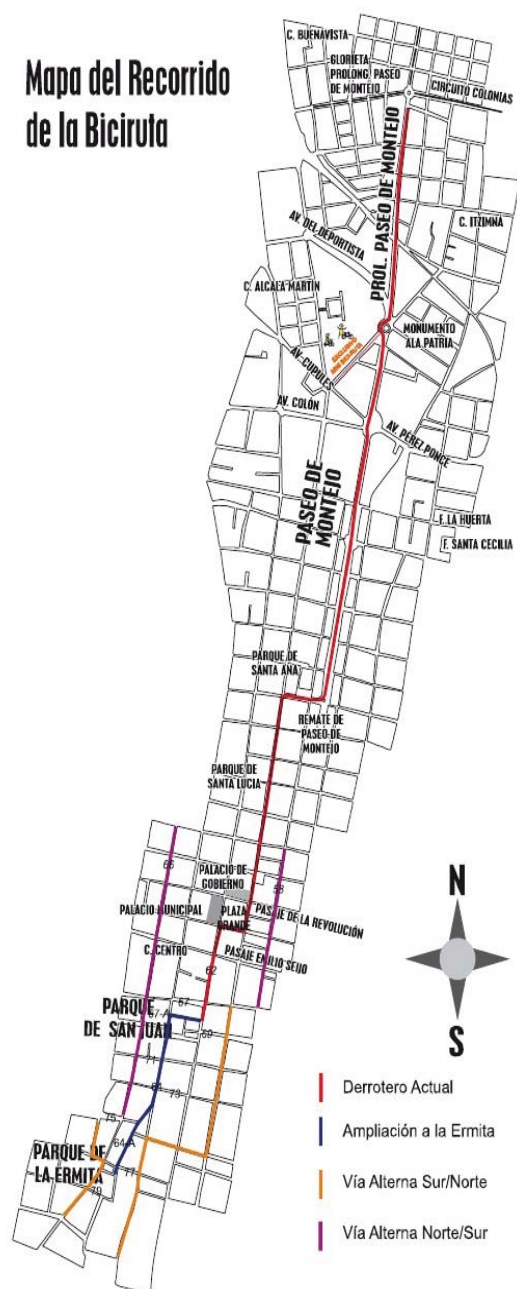 Mapa del Recorrido
de la Biciruta
C. BUENAVISTA
GLORIETA
PROLONG. PASEO
DE MONTEJO
CIRCUITO COLONIAS
PROL. PASEO DE MONTEJO
C. ITZIMNÁ
AV. DEL DEPORTISTA
C. ALCALA MARTÍN
MONUMENTO
A LA PATRIA
AV. CUPULES
AV. COLÓN
AV. PÉREZ PONCE
PASEO DE
MONTEJO
F. LA HUERTA
F. SANTA CECILIA
PARQUE DE
SANTA ANA
REMATE DE
PASEO DE
MONTEJO
PARQUE DE
SANTA LUCIA
66
58
PALACIO DE
GOBIERNO
PALACIO MUNICIPAL
PLAZA
GRANDE
PASAJE DE LA REVOLUCIÓN
C. CENTRO
PASAJE EMILIO SEIJO
62
67
PARQUE
DE SAN JUAN
67-A
69
71
64
73
75
64-A
PARQUE DE
LA ERMITA
77
79
N
S
Derrotero Actual
Ampliación a la Ermita
Vía Alterna Sur/Norte
Vía Alterna Norte/Sur